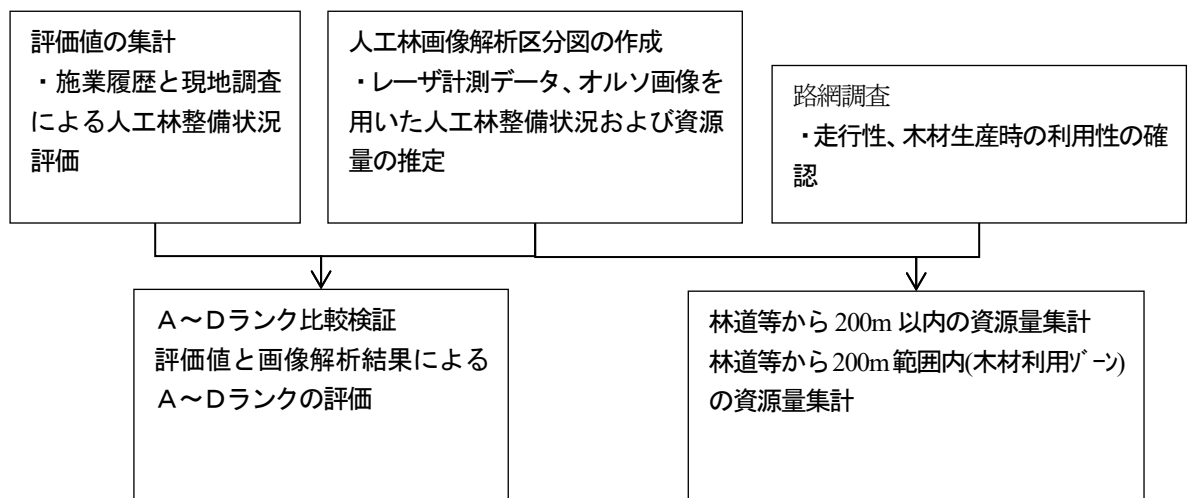 評価値の集計
・施業履歴と現地調査
による人工林整備状況
評価
人工林画像解析区分図の作成
・レーザ計測データ、オルソ画像を
用いた人工林整備状況および資源
量の推定
路網調査
・走行性、木材生産時の利用性の確
認
A～Dランク比較検証
評価値と画像解析結果による
A～Dランクの評価
林道等から 200m 以内の資源量集計
林道等から 200m 範囲内(木材利用ｿﾞｰﾝ)
の資源量集計